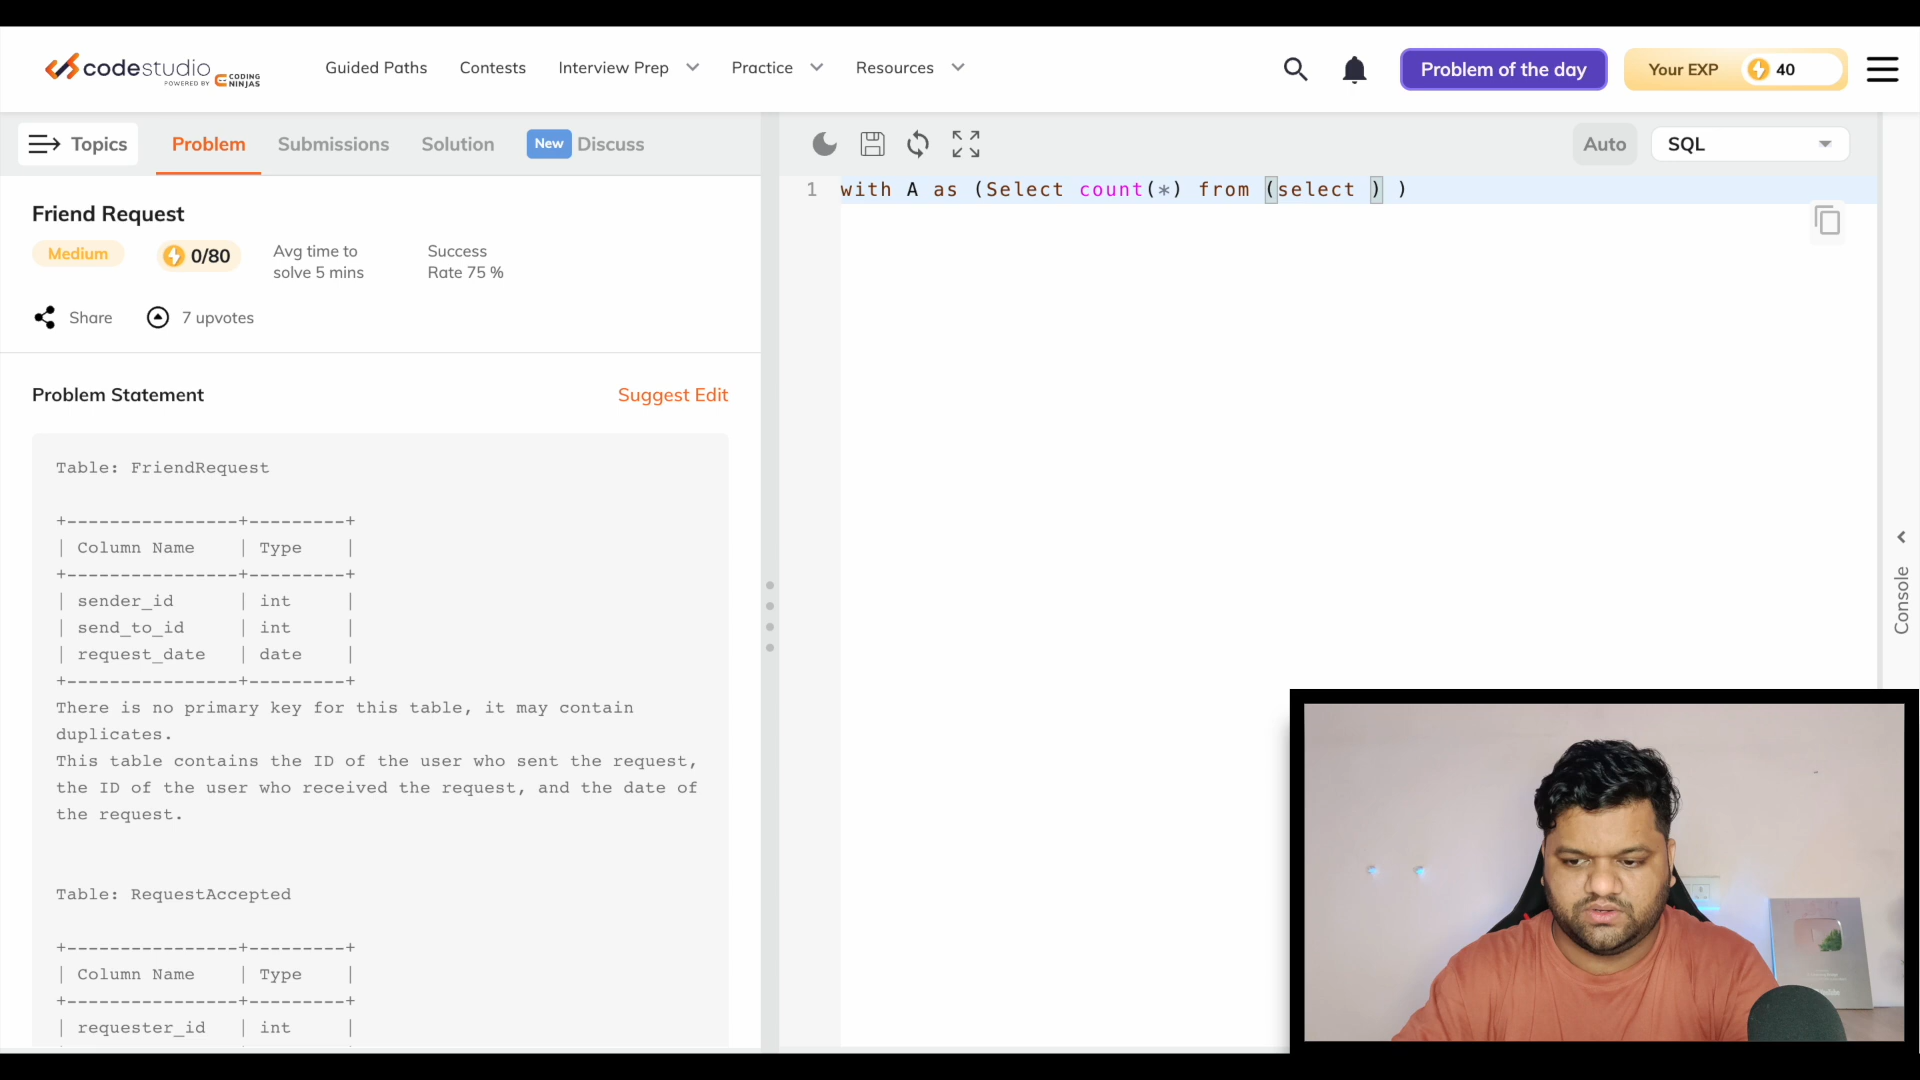 codestudio
POWERED BY CODING NINJAS
Guided Paths Contests Interview Prep Practice Resources
Problem of the day
Your EXP 40
Topics Problem Submissions Solution New Discuss
Auto SQL
1 with A as (Select count(*) from (select ) )
Friend Request
Medium 0/80 Avg time to solve 5 mins Success Rate 75 %
Share 7 upvotes
Problem Statement Suggest Edit
Table: FriendRequest
+----------------+---------+
| Column Name    | Type    |
+----------------+---------+
| sender_id      | int     |
| send_to_id     | int     |
| request_date   | date    |
+----------------+---------+
There is no primary key for this table, it may contain
duplicates.
This table contains the ID of the user who sent the request,
the ID of the user who received the request, and the date of
the request.
Table: RequestAccepted
+----------------+---------+
| Column Name    | Type    |
+----------------+---------+
| requester_id   | int     |
Console